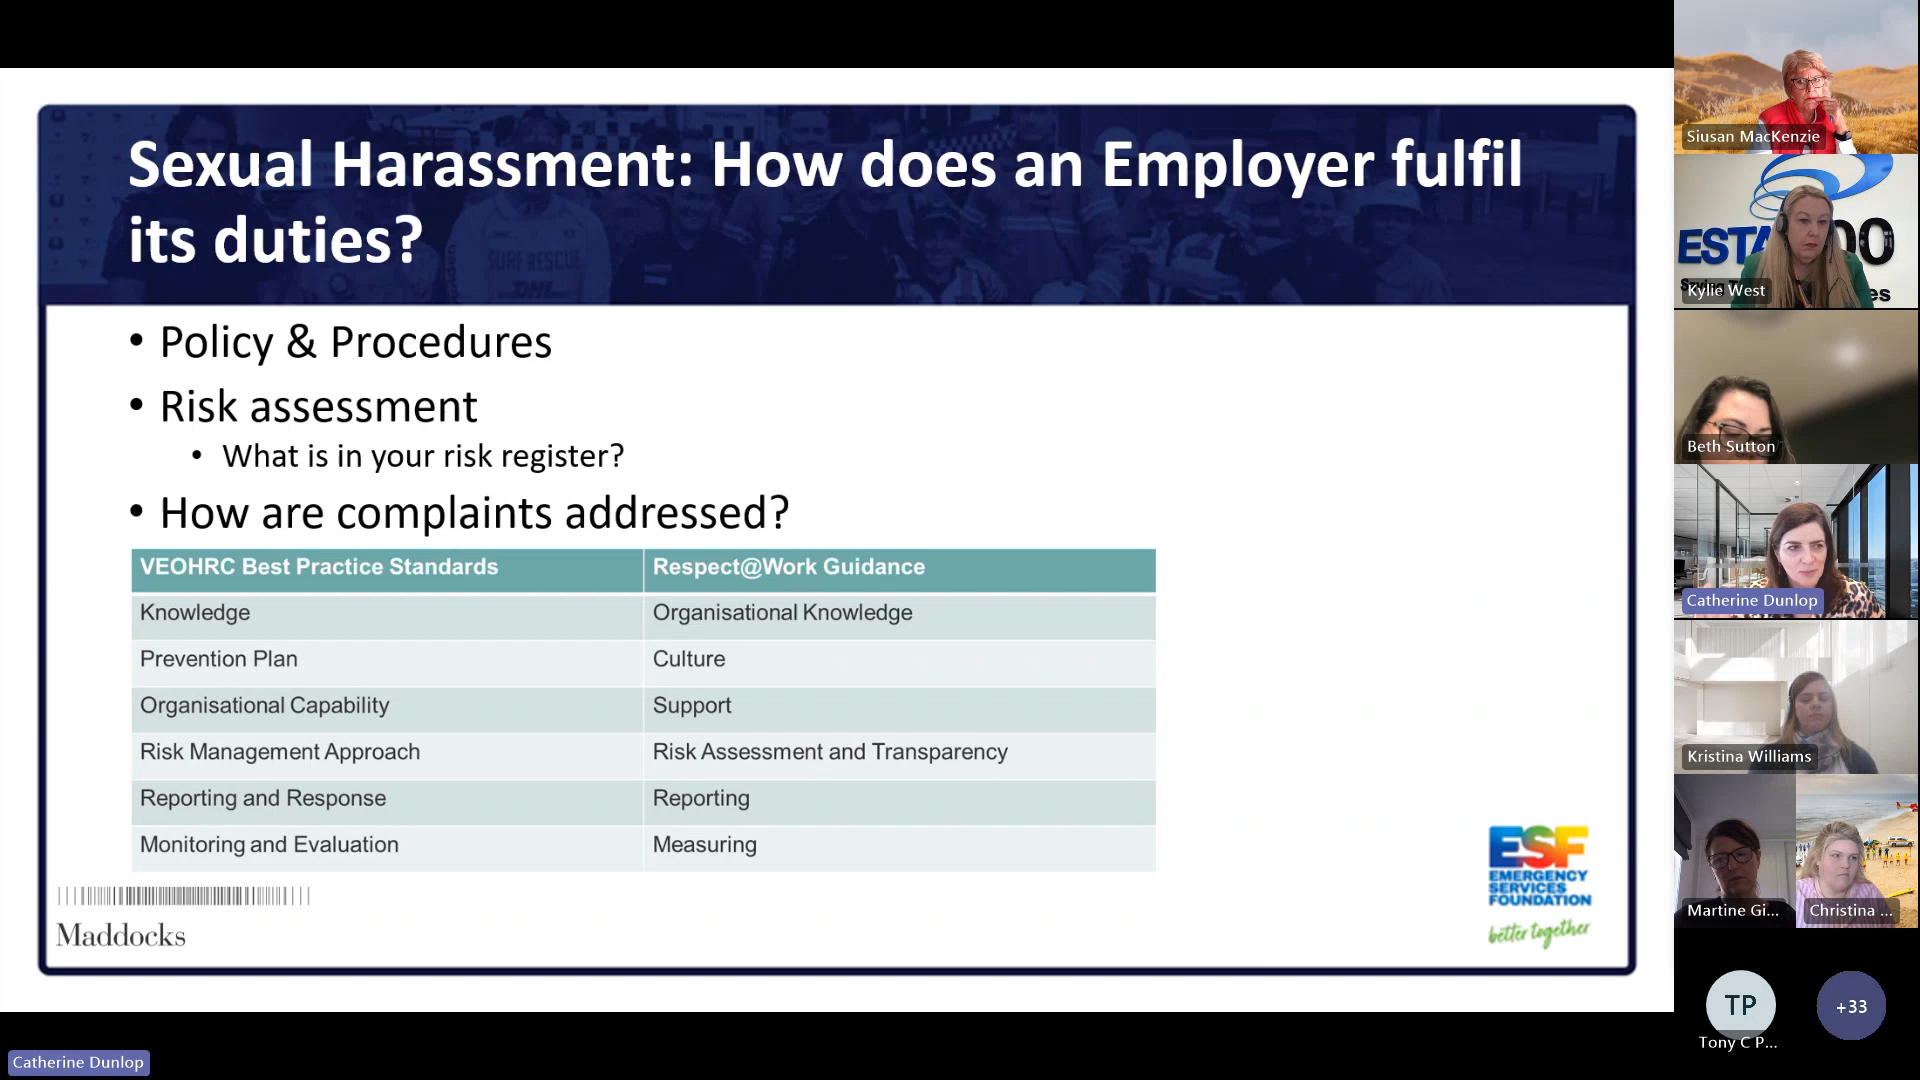 Sexual Harassment: How does an Employer fulfil
its duties?
SURF RESCUE
DHL
• Policy & Procedures
• Risk assessment
• What is in your risk register?
• How are complaints addressed?
VEOHRC Best Practice Standards
Respect@Work Guidance
Knowledge
Organisational Knowledge
Prevention Plan
Culture
Organisational Capability
Support
Risk Management Approach
Risk Assessment and Transparency
Reporting and Response
Reporting
Monitoring and Evaluation
Measuring
Maddocks
ESF
EMERGENCY
SERVICES
FOUNDATION
better together
Catherine Dunlop
Siusan MacKenzie
ESTA
Kylie West
Beth Sutton
Catherine Dunlop
Kristina Williams
Martine Gi...
Christina ...
TP
+33
Tony C P...